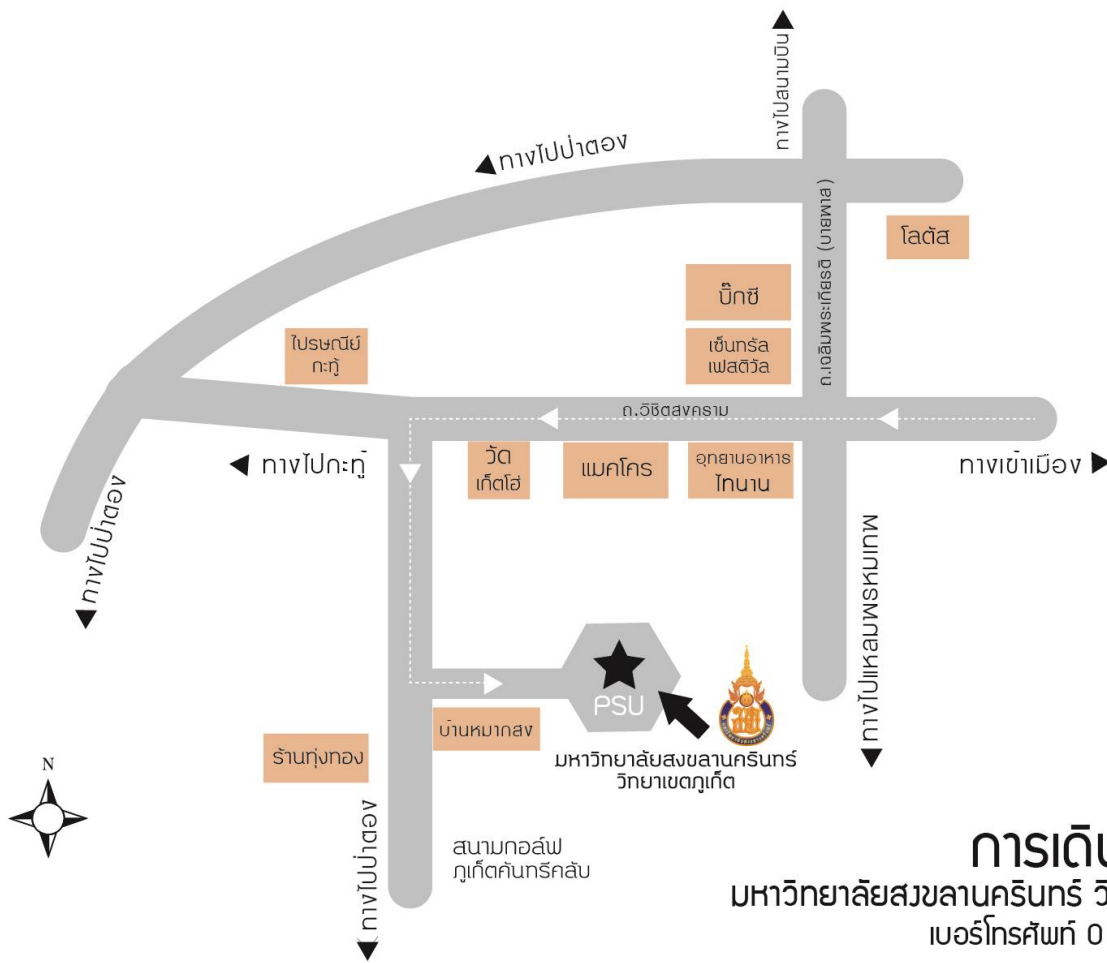 ทางไปสนามบิน
ทางไปป่าตอง
ถ.เฉลิมพระเกียรติ (บายพาส)
โลตัส
บิ๊กซี
เซ็นทรัล
เฟสติวัล
ไปรษณีย์
กะทู้
ถ.วิชิตสงคราม
ทางไปกะทู้
วัด
เก็ตโฮ่
แมคโคร
อุทยานอาหาร
ไทนาน
ทางเข้าเมือง
ทางไปป่าตอง
ทางไปแหลมพรหมเทพ
PSU
บ้านหมากสง
ร้านทุ่งทอง
มหาวิทยาลัยสงขลานครินทร์
วิทยาเขตภูเก็ต
N
ทางไปป่าตอง
สนามกอล์ฟ
ภูเก็ตคันทรีคลับ
การเดิน
มหาวิทยาลัยสงขลานครินทร์ วิ
เบอร์โทรศัพท์ 0